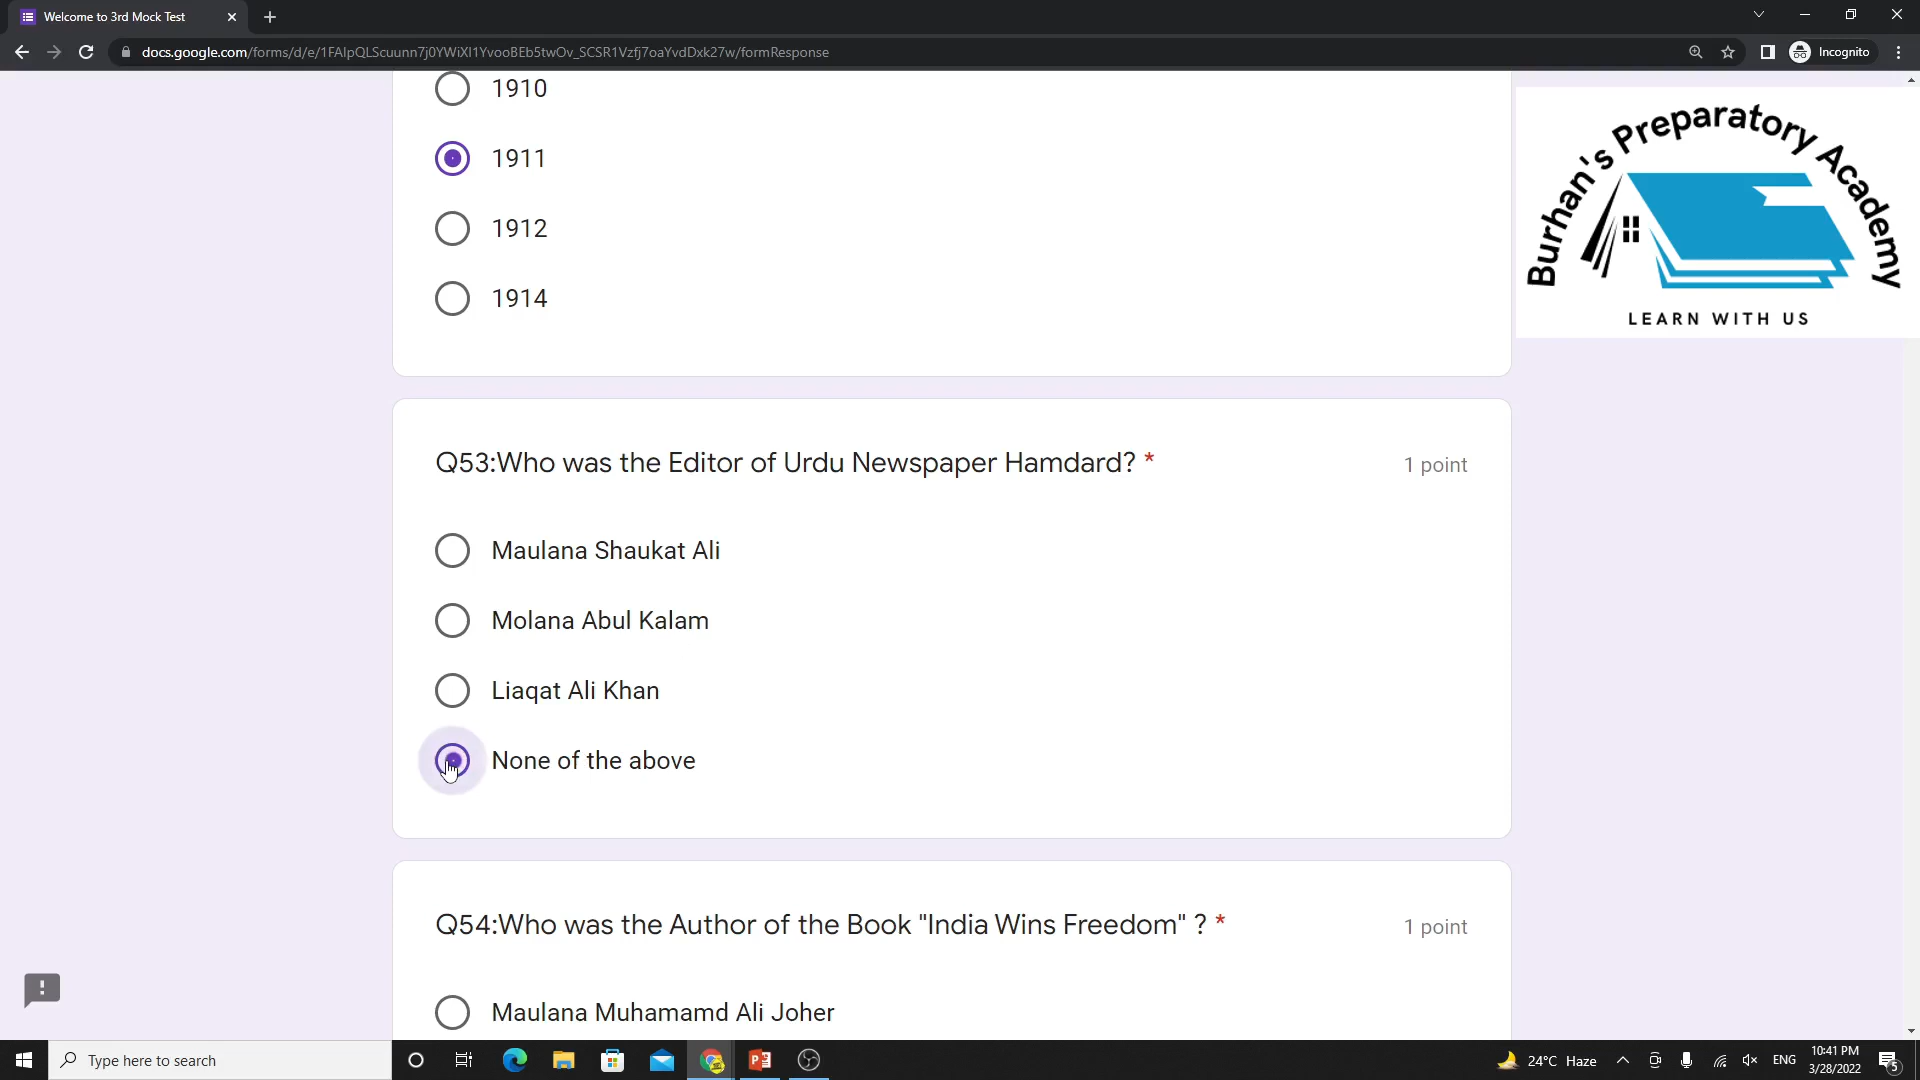 Welcome to 3rd Mock Test
docs.google.com/forms/d/e/1FAIpQLScuunn7j0YWiXI1YvooBEb5twOv_SCSR1Vzfj7oaYvdDxk27w/formResponse
Incognito
1910
1911
1912
1914
Burhan's Preparatory Academy
LEARN WITH US
Q53:Who was the Editor of Urdu Newspaper Hamdard? *
1 point
Maulana Shaukat Ali
Molana Abul Kalam
Liaqat Ali Khan
None of the above
Q54:Who was the Author of the Book "India Wins Freedom" ? *
1 point
Maulana Muhamamd Ali Joher
Type here to search
24°C Haze
ENG
10:41 PM
3/28/2022
5